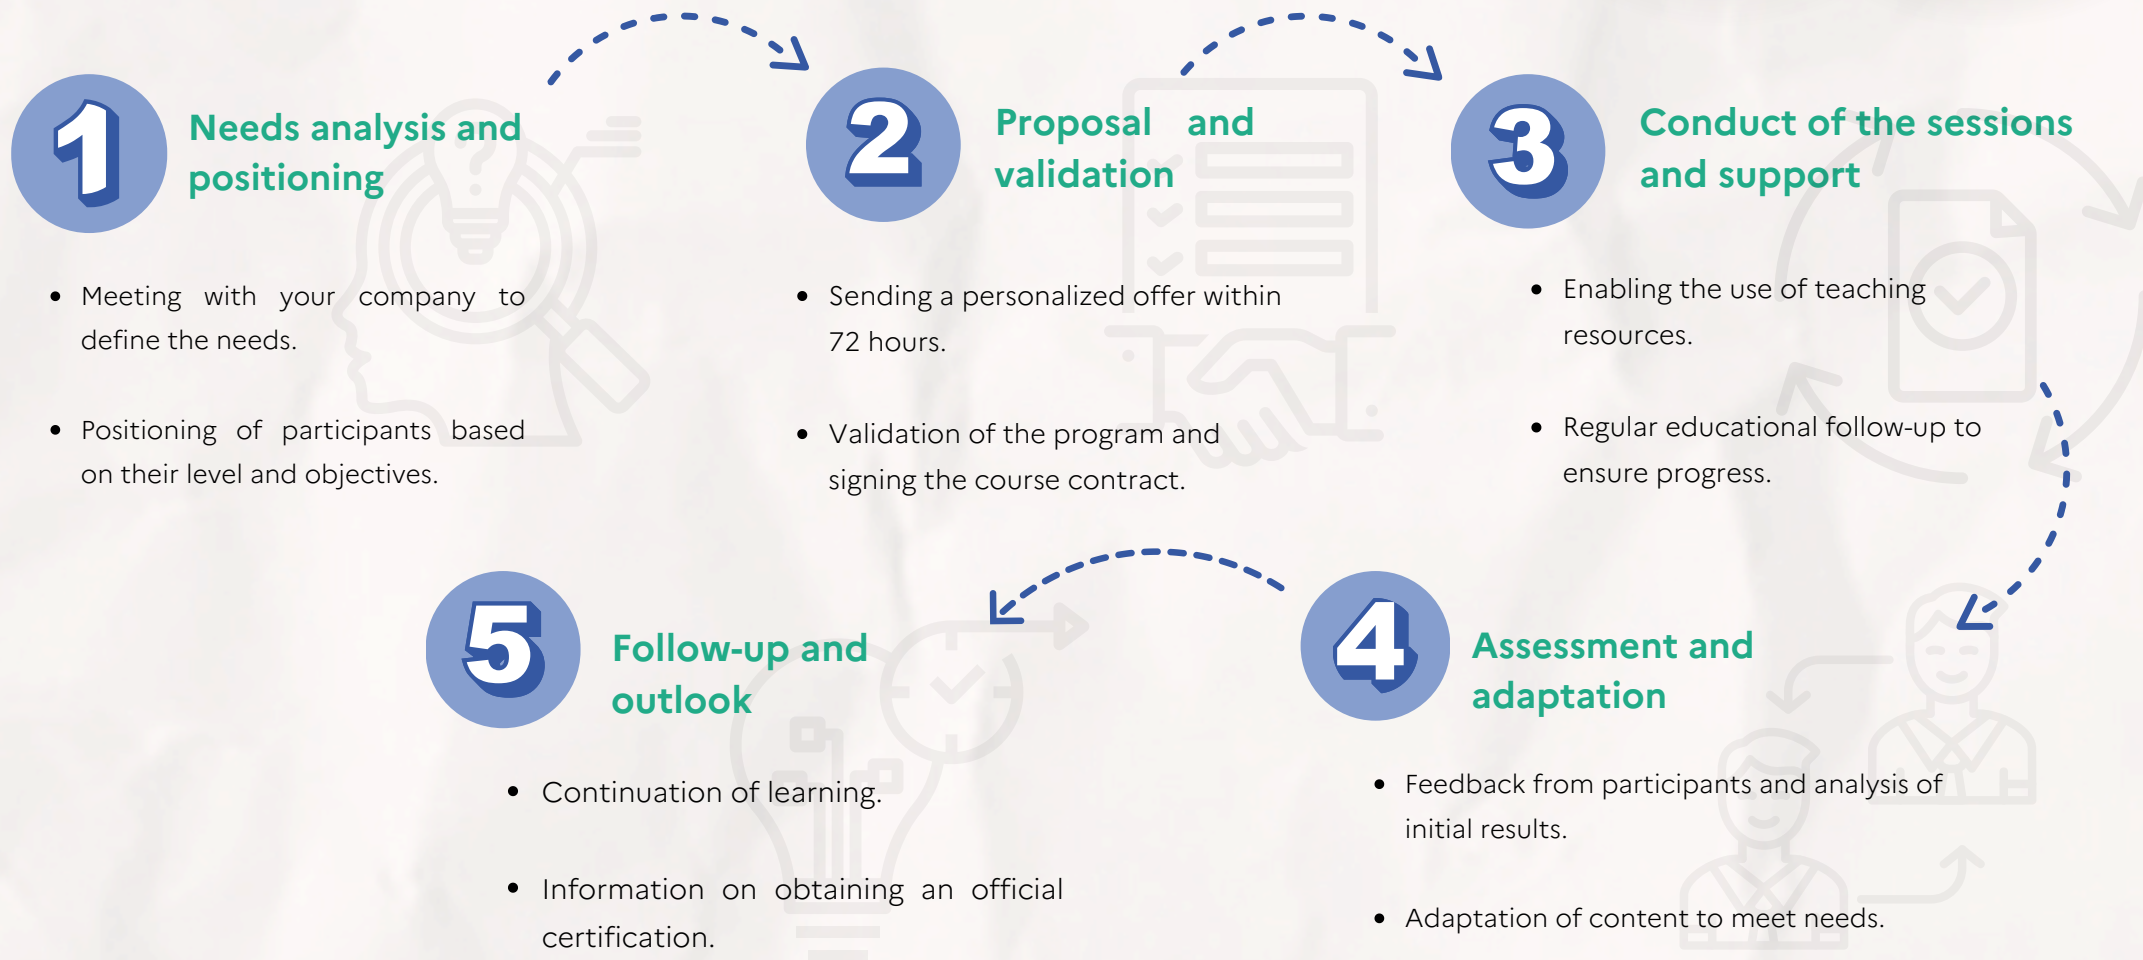 1
Needs analysis and
positioning
• Meeting with your company to
define the needs.
• Positioning of participants based
on their level and objectives.
2
Proposal and
validation
• Sending a personalized offer within
72 hours.
• Validation of the program and
signing the course contract.
3
Conduct of the sessions
and support
• Enabling the use of teaching
resources.
• Regular educational follow-up to
ensure progress.
4
Assessment and
adaptation
• Feedback from participants and analysis of
initial results.
• Adaptation of content to meet needs.
5
Follow-up and
outlook
• Continuation of learning.
• Information on obtaining an official
certification.